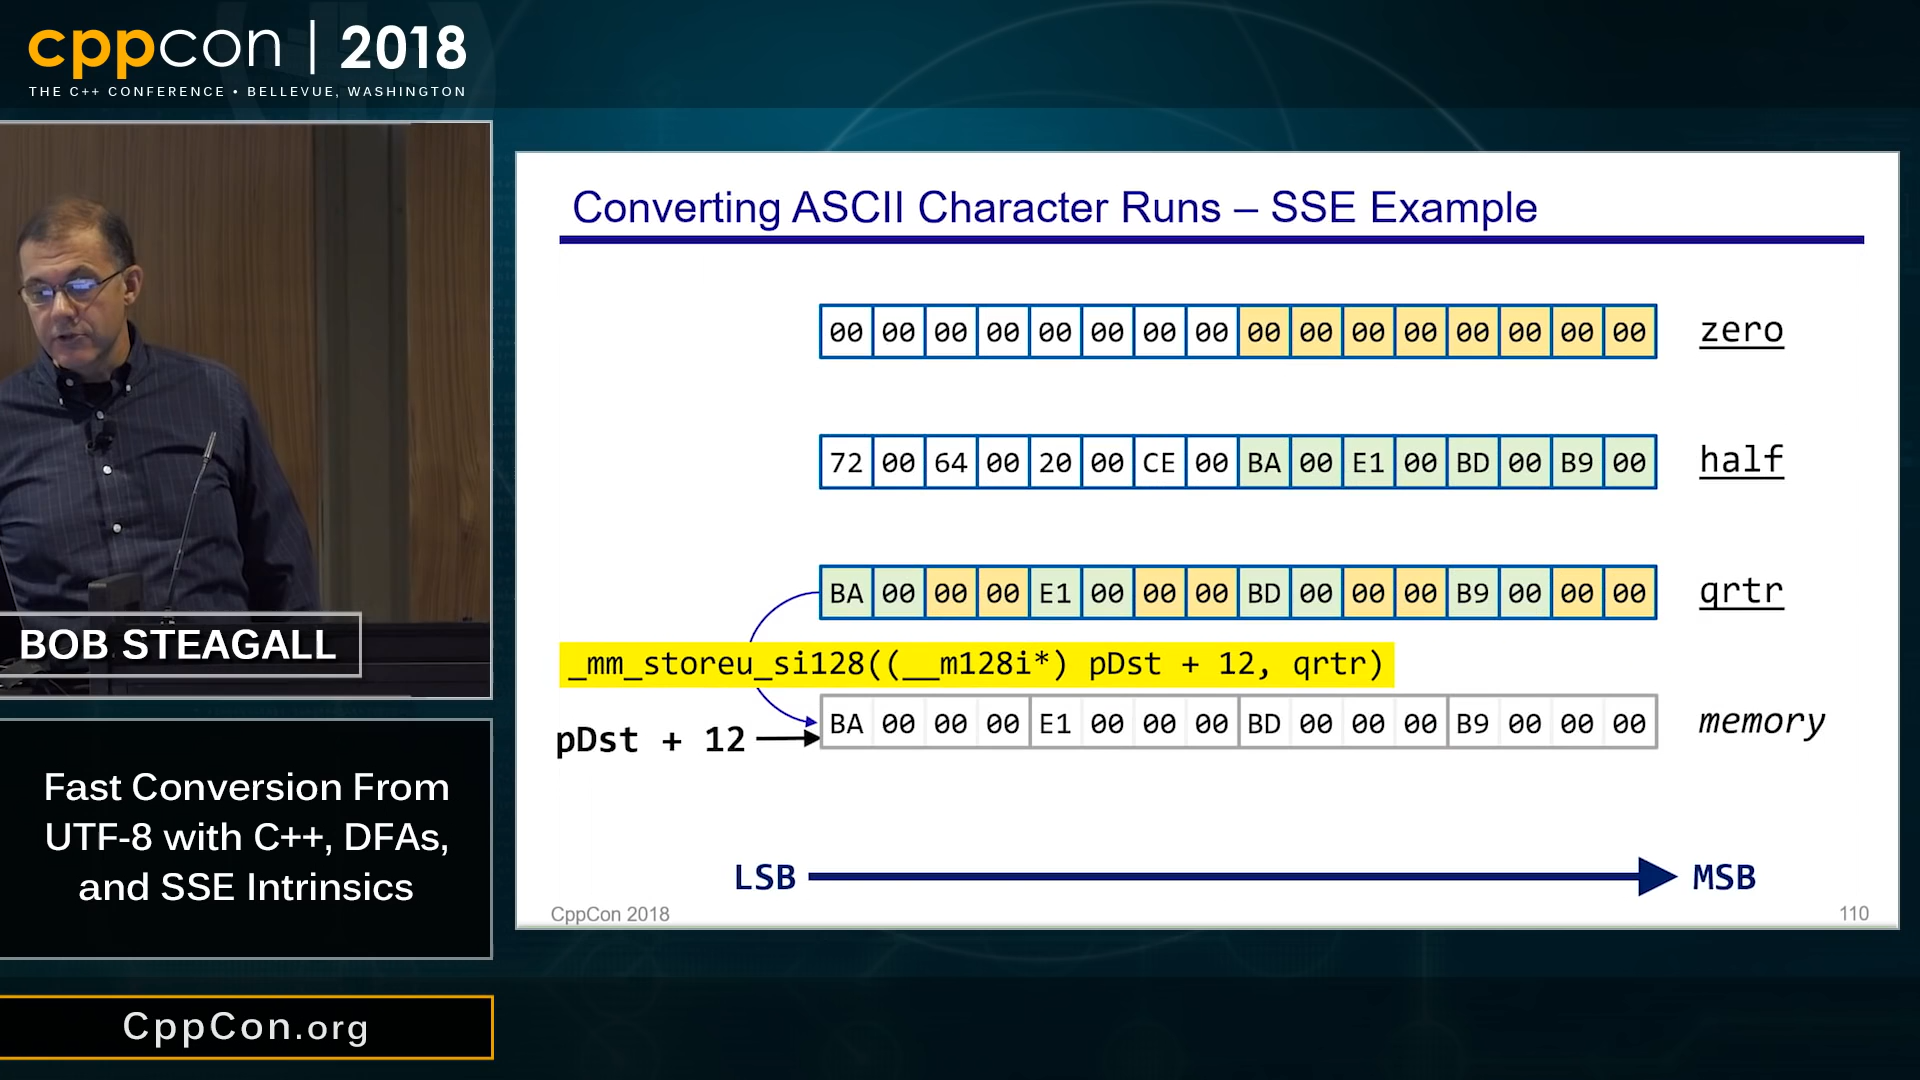 cppcon | 2018
THE C++ CONFERENCE • BELLEVUE, WASHINGTON
BOB STEAGALL
Fast Conversion From
UTF-8 with C++, DFAs,
and SSE Intrinsics
CppCon.org
Converting ASCII Character Runs – SSE Example
00 00 00 00 00 00 00 00 00 00 00 00 00 00 00 00 zero
72 00 64 00 20 00 CE 00 BA 00 E1 00 BD 00 B9 00 half
BA 00 00 00 E1 00 00 00 BD 00 00 00 B9 00 00 00 qrtr
_mm_storeu_si128((__m128i*) pDst + 12, qrtr)
pDst + 12 BA 00 00 00 E1 00 00 00 BD 00 00 00 B9 00 00 00 memory
LSB MSB
CppCon 2018 110